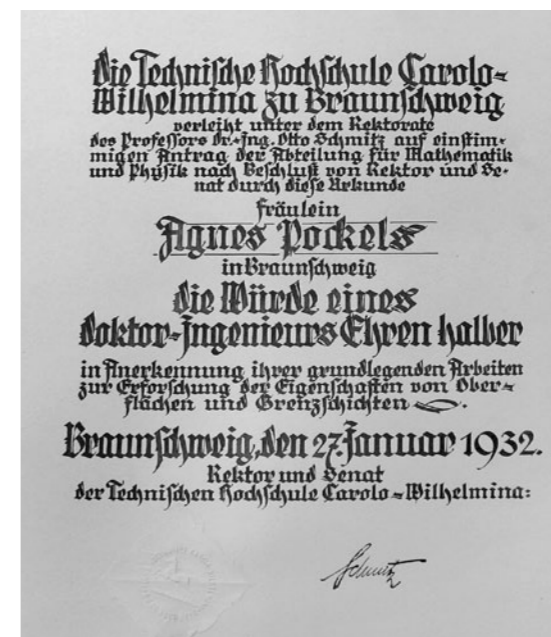 Die Technische Hochschule Carolo=
Wilhelmina zu Braunschweig
verleiht unter dem Rektorate
des Professors Dr.=Ing. Otto Schmitz auf einstim=
migen Antrag der Abteilung für Mathematik
und Physik nach Beschluß von Rektor und Se=
nat durch diese Urkunde
Fräulein
Agnes Pockels
in Braunschweig
die Würde eines
Doktor=Ingenieurs Ehren halber
in Anerkennung ihrer grundlegenden Arbeiten
zur Erforschung der Eigenschaften von Ober=
flächen und Grenzschichten.
Braunschweig, den 27. Januar 1932.
Rektor und Senat
der Technischen Hochschule Carolo=Wilhelmina:
Schmitz